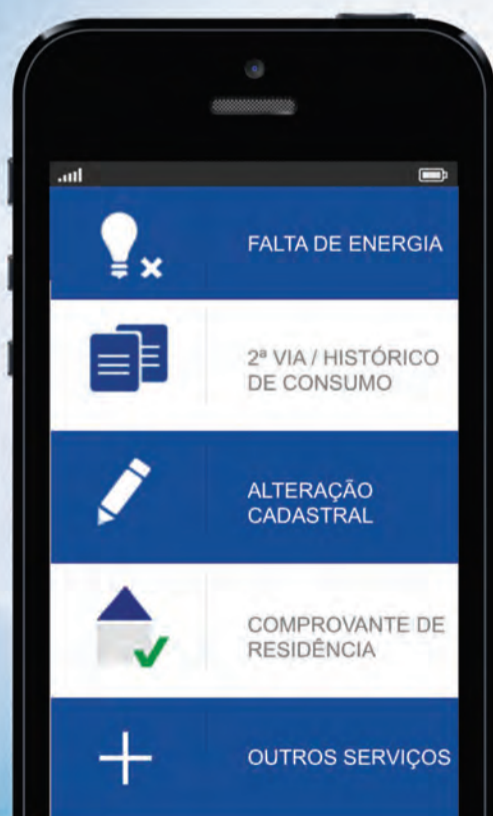 FALTA DE ENERGIA
2ª VIA / HISTÓRICO
DE CONSUMO
ALTERAÇÃO
CADASTRAL
COMPROVANTE DE
RESIDÊNCIA
OUTROS SERVIÇOS